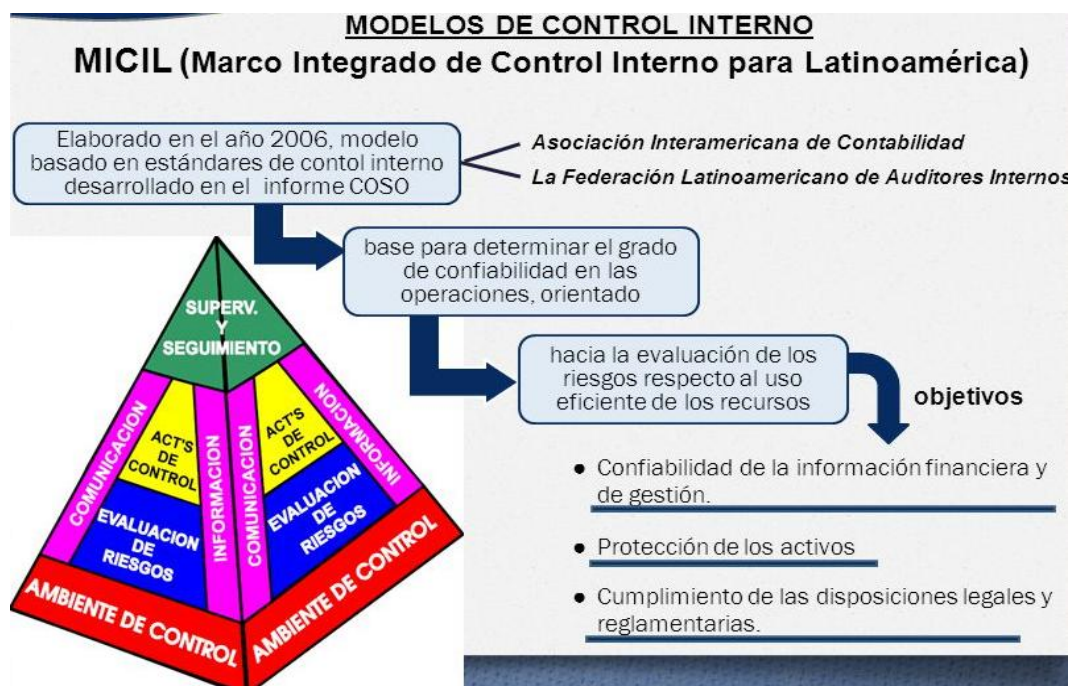 MODELOS DE CONTROL INTERNO
MICIL (Marco Integrado de Control Interno para Latinoamérica)
Elaborado en el año 2006, modelo
basado en estándares de contol interno
desarrollado en el informe COSO
Asociación Interamericana de Contabilidad
La Federación Latinoamericano de Auditores Internos
base para determinar el grado
de confiabilidad en las
operaciones, orientado
hacia la evaluación de los
riesgos respecto al uso
eficiente de los recursos
objetivos
● Confiabilidad de la información financiera y
de gestión.
● Protección de los activos
● Cumplimiento de las disposiciones legales y
reglamentarias.
SUPERV.
Y
SEGUIMIENTO
COMUNICACION
ACT'S
DE
CONTROL
EVALUACION
DE
RIESGOS
INFORMACION
COMUNICACION
ACT'S
DE
CONTROL
EVALUACION
DE
RIESGOS
INFORMACION
AMBIENTE DE CONTROL
AMBIENTE DE CONTROL